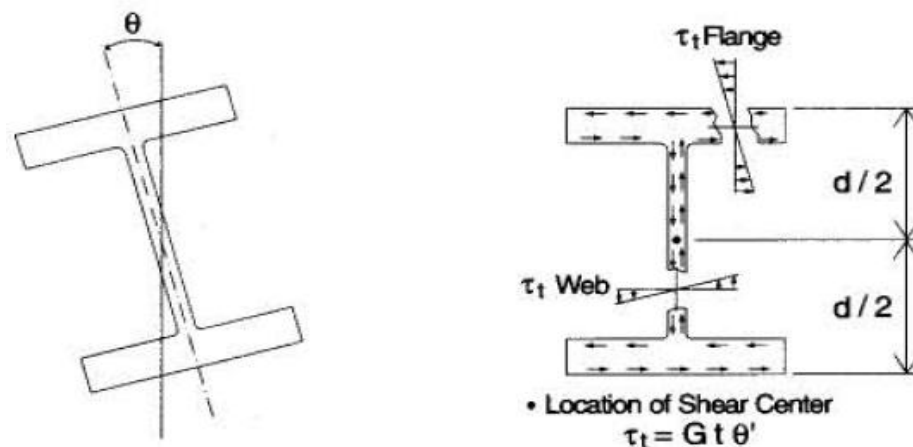 θ
τt Flange
d / 2
τt Web
d / 2
• Location of Shear Center
τt = G t θ'